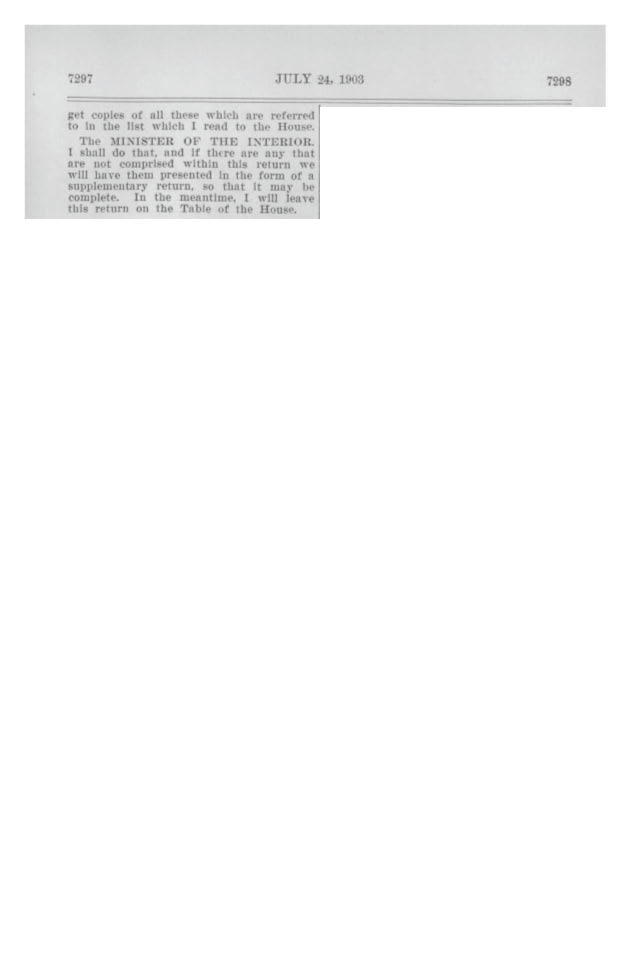 7297 JULY 24, 1903 7298
get copies of all these which are referred
to in the list which I read to the House.
The MINISTER OF THE INTERIOR.
I shall do that, and if there are any that
are not comprised within this return we
will have them presented in the form of a
supplementary return, so that it may be
complete. In the meantime, I will leave
this return on the Table of the House.